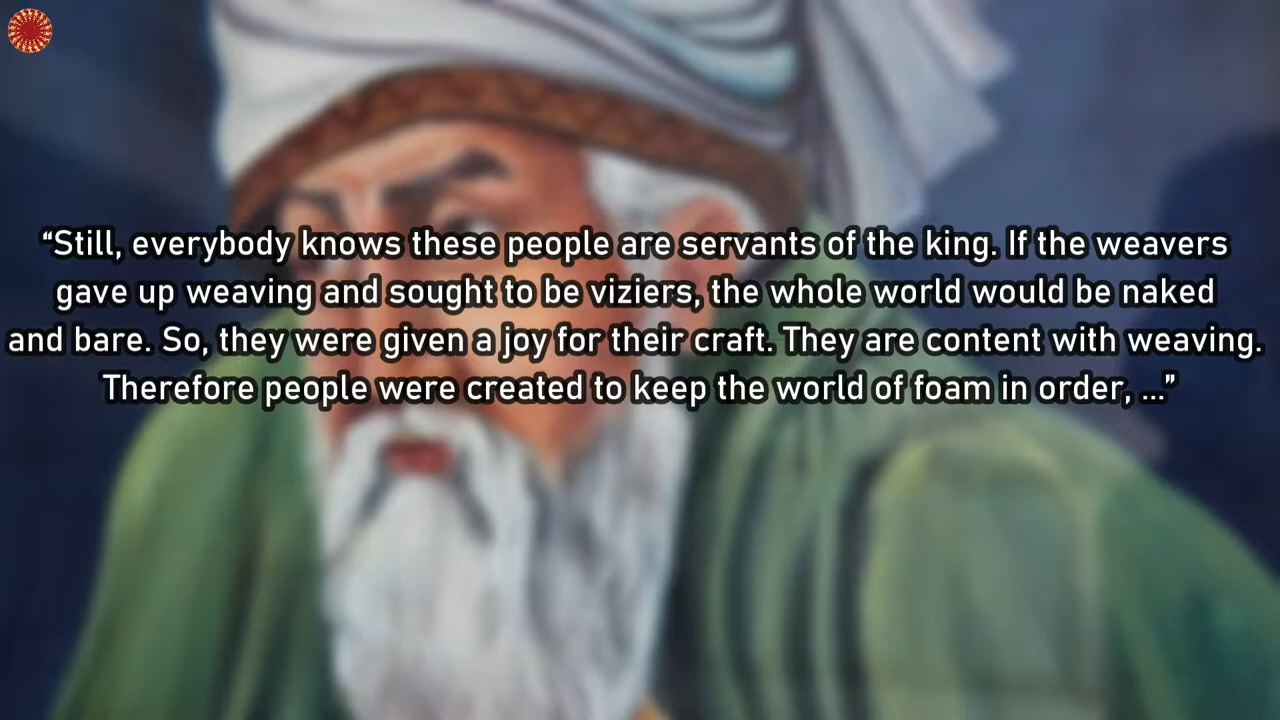 “Still, everybody knows these people are servants of the king. If the weavers
gave up weaving and sought to be viziers, the whole world would be naked
and bare. So, they were given a joy for their craft. They are content with weaving.
Therefore people were created to keep the world of foam in order, ...”